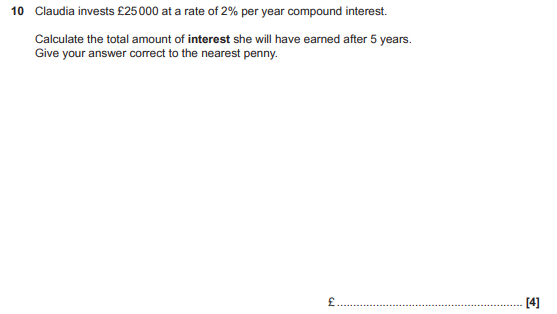 10 Claudia invests £25 000 at a rate of 2% per year compound interest.
Calculate the total amount of interest she will have earned after 5 years.
Give your answer correct to the nearest penny.
£ ........................................................ [4]